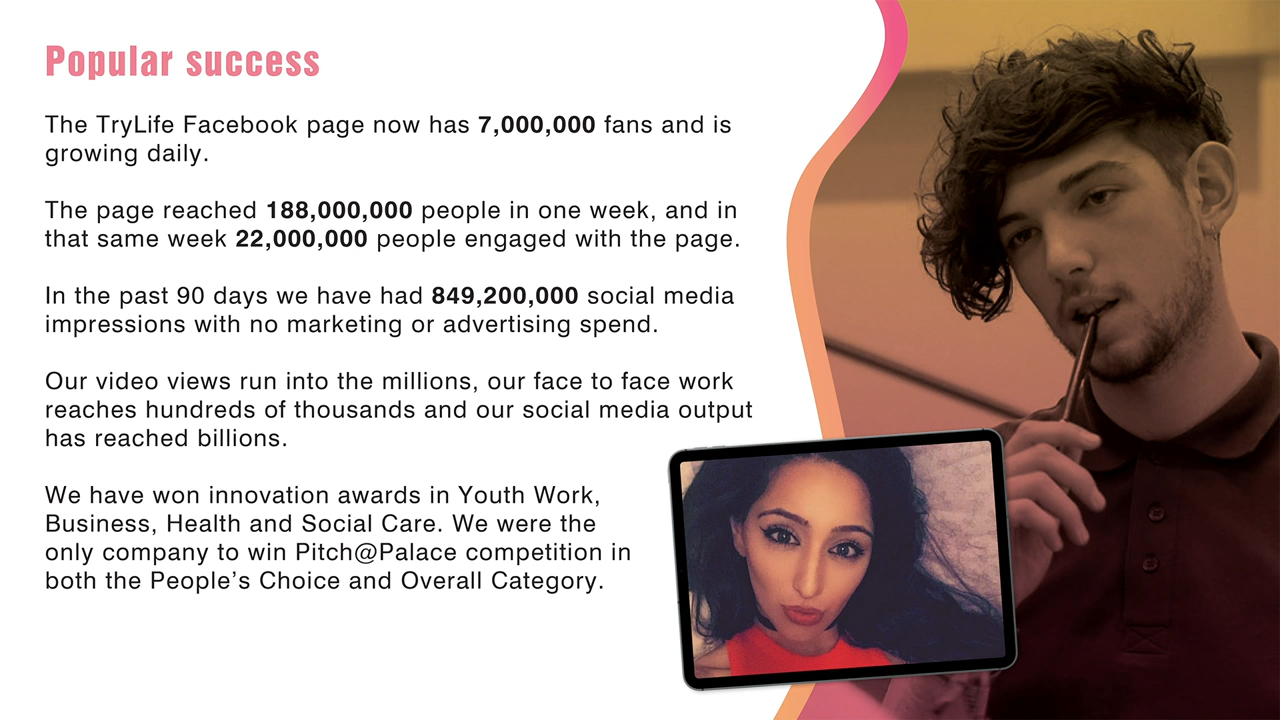 Popular success
The TryLife Facebook page now has 7,000,000 fans and is
growing daily.
The page reached 188,000,000 people in one week, and in
that same week 22,000,000 people engaged with the page.
In the past 90 days we have had 849,200,000 social media
impressions with no marketing or advertising spend.
Our video views run into the millions, our face to face work
reaches hundreds of thousands and our social media output
has reached billions.
We have won innovation awards in Youth Work,
Business, Health and Social Care. We were the
only company to win Pitch@Palace competition in
both the People’s Choice and Overall Category.